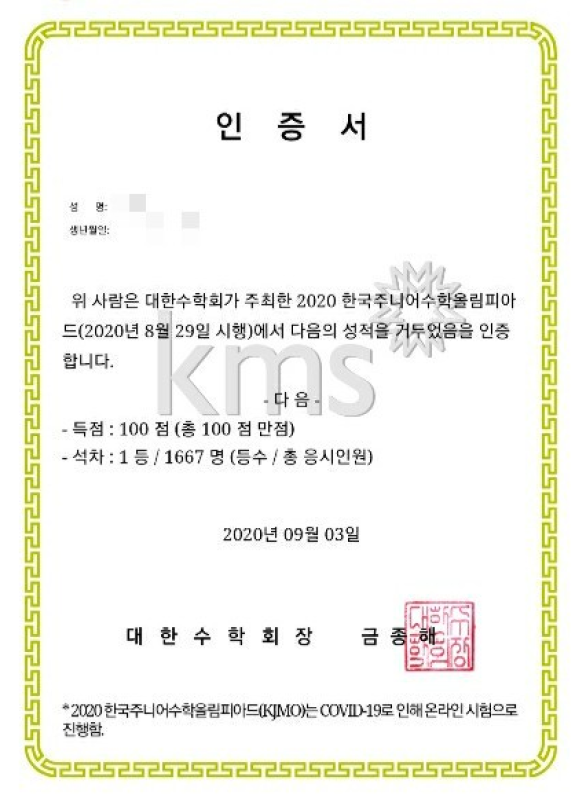 인 증 서
성 명:
생년월일:
위 사람은 대한수학회가 주최한 2020 한국주니어수학올림피아
드(2020년 8월 29일 시행)에서 다음의 성적을 거두었음을 인증
합니다.
kms
- 다 음 -
- 득점 : 100 점 (총 100 점 만점)
- 석차 : 1 등 / 1667 명 (등수 / 총 응시인원)
2020년 09월 03일
대 한 수 학 회 장 금 종 해
* 2020 한국주니어수학올림피아드(KJMO)는 COVID-19로 인해 온라인 시험으로
진행함.